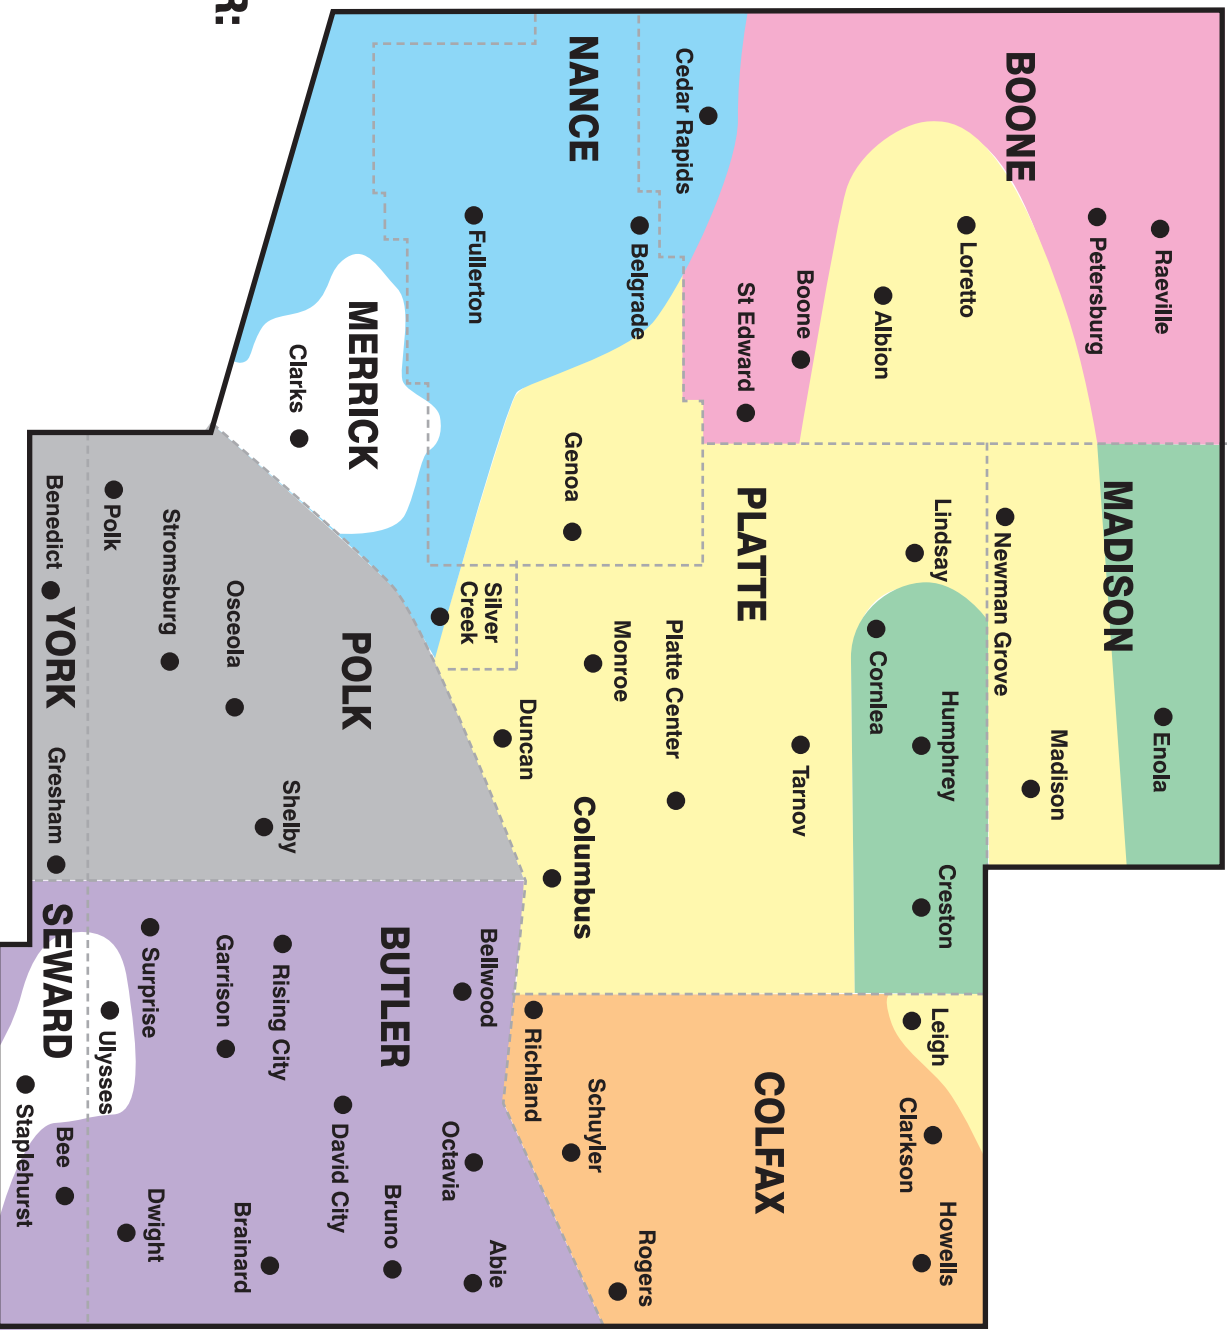 Raeville
Enola
MADISON
Petersburg
Madison
BOONE
Newman Grove
Loretto
Lindsay
Humphrey
Creston
Leigh
Howells
Clarkson
Albion
Cornlea
Boone
Tarnov
COLFAX
PLATTE
St Edward
Cedar Rapids
Platte Center
Rogers
Belgrade
Monroe
Schuyler
NANCE
Columbus
Genoa
Richland
Duncan
Silver
Creek
Abie
Bellwood
Fullerton
Octavia
BUTLER
Bruno
MERRICK
POLK
David City
Clarks
Shelby
Rising City
Brainard
Osceola
Garrison
R:
Stromsburg
Dwight
Surprise
Polk
Ulysses
Benedict
YORK
Gresham
SEWARD
Bee
Staplehurst